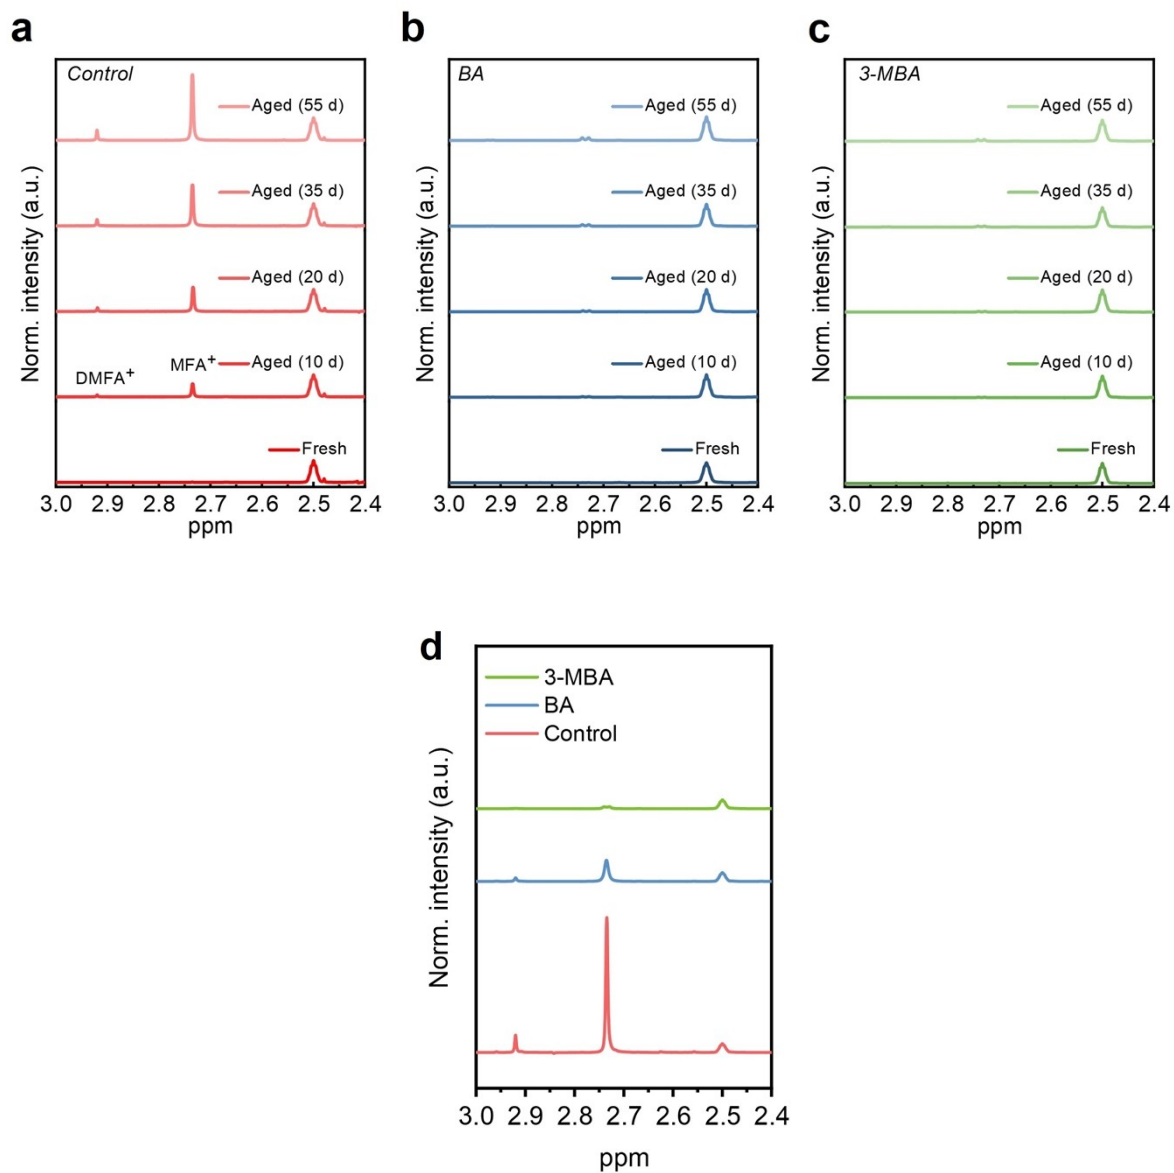 a
Control
Aged (55 d)
Aged (35 d)
Aged (20 d)
DMFA+ MFA+ Aged (10 d)
Fresh
3.0 2.9 2.8 2.7 2.6 2.5 2.4
ppm
Norm. intensity (a.u.)
b
BA
Aged (55 d)
Aged (35 d)
Aged (20 d)
Aged (10 d)
Fresh
3.0 2.9 2.8 2.7 2.6 2.5 2.4
ppm
Norm. intensity (a.u.)
c
3-MBA
Aged (55 d)
Aged (35 d)
Aged (20 d)
Aged (10 d)
Fresh
3.0 2.9 2.8 2.7 2.6 2.5 2.4
ppm
Norm. intensity (a.u.)
d
3-MBA
BA
Control
3.0 2.9 2.8 2.7 2.6 2.5 2.4
ppm
Norm. intensity (a.u.)